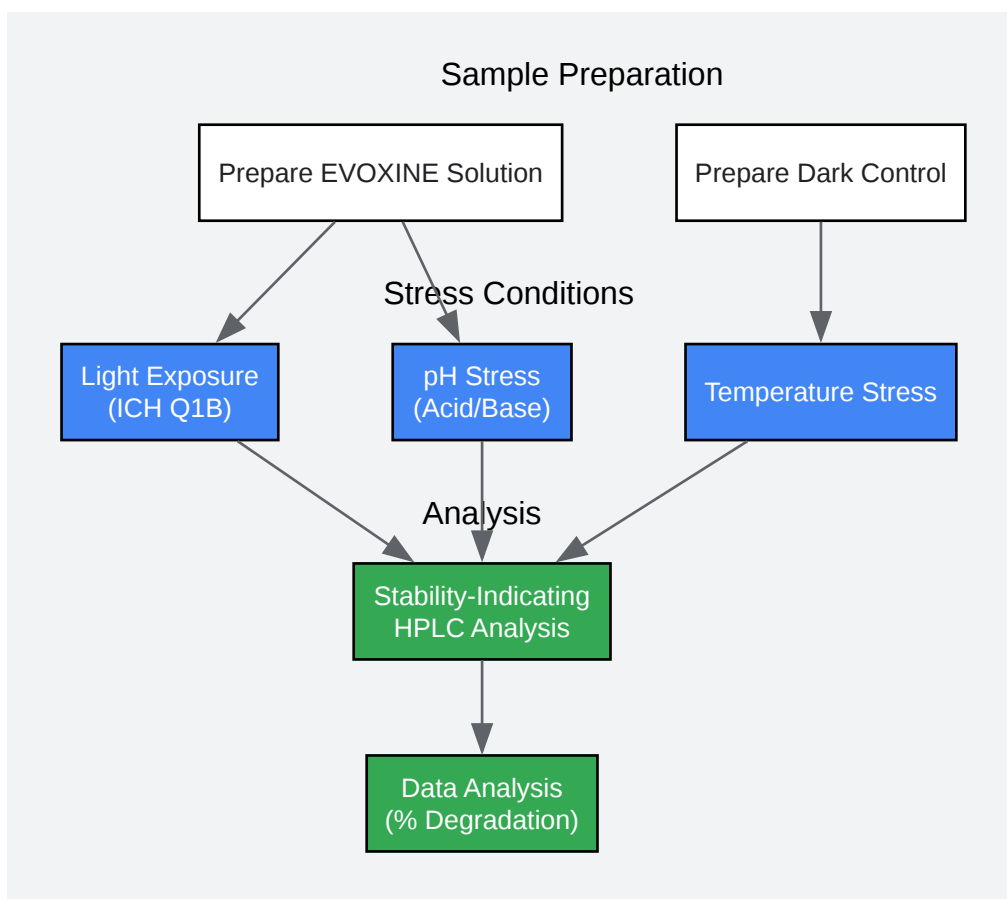 Sample Preparation
Prepare EVOXINE Solution
Prepare Dark Control
Stress Conditions
Light Exposure
(ICH Q1B)
pH Stress
(Acid/Base)
Temperature Stress
Analysis
Stability-Indicating
HPLC Analysis
Data Analysis
(% Degradation)